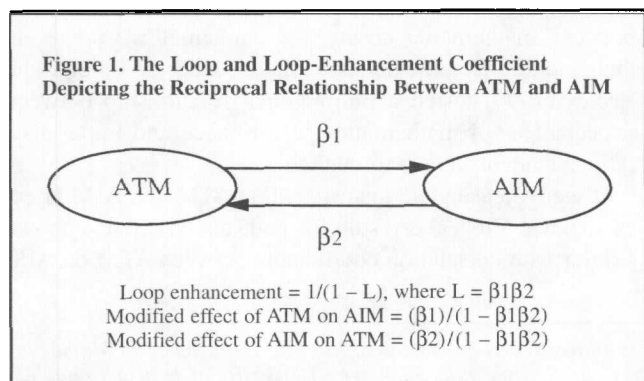 Figure 1. The Loop and Loop-Enhancement Coefficient
Depicting the Reciprocal Relationship Between ATM and AIM
β1
ATM
AIM
β2
Loop enhancement = 1/(1 – L), where L = β1β2
Modified effect of ATM on AIM = (β1)/(1 – β1β2)
Modified effect of AIM on ATM = (β2)/(1 – β1β2)